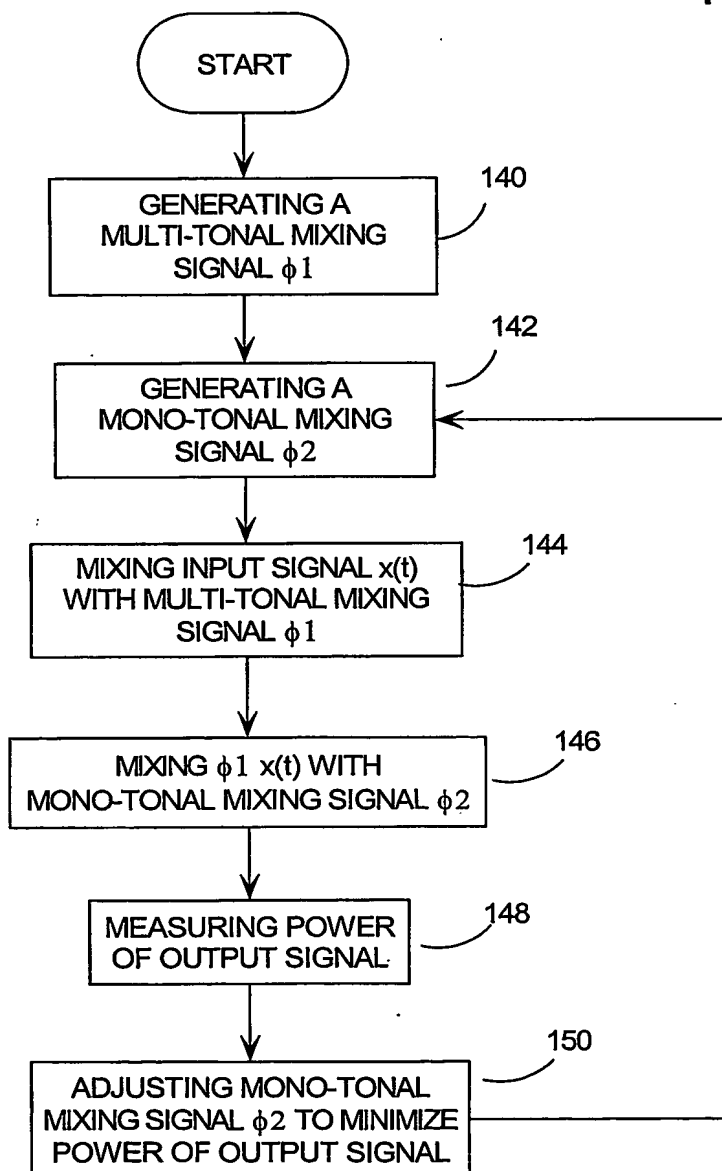 START
GENERATING A
MULTI-TONAL MIXING
SIGNAL ϕ1
140
GENERATING A
MONO-TONAL MIXING
SIGNAL ϕ2
142
MIXING INPUT SIGNAL x(t)
WITH MULTI-TONAL MIXING
SIGNAL ϕ1
144
MIXING ϕ1 x(t) WITH
MONO-TONAL MIXING SIGNAL ϕ2
146
MEASURING POWER
OF OUTPUT SIGNAL
148
ADJUSTING MONO-TONAL
MIXING SIGNAL ϕ2 TO MINIMIZE
POWER OF OUTPUT SIGNAL
150